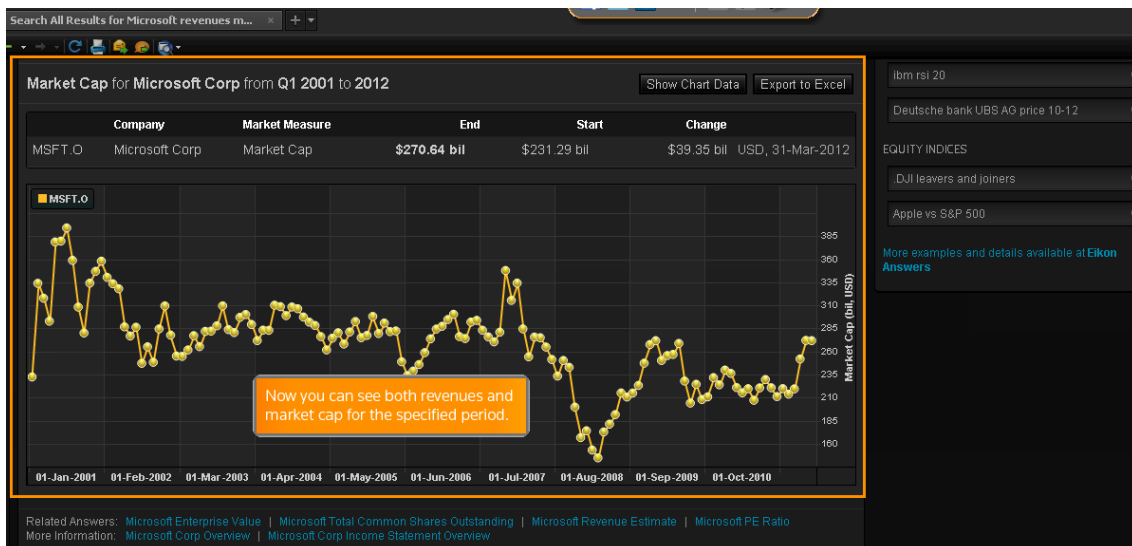 Search All Results for Microsoft revenues m...
Market Cap for Microsoft Corp from Q1 2001 to 2012
Show Chart Data
Export to Excel
Company Market Measure End Start Change
MSFT.O Microsoft Corp Market Cap $270.64 bil $231.29 bil $39.35 bil USD, 31-Mar-2012
MSFT.O
385
360
335
310
285
260
235
210
185
160
Market Cap (bil, USD)
Now you can see both revenues and
market cap for the specified period.
01-Jan-2001 01-Feb-2002 01-Mar-2003 01-Apr-2004 01-May-2005 01-Jun-2006 01-Jul-2007 01-Aug-2008 01-Sep-2009 01-Oct-2010
Related Answers: Microsoft Enterprise Value | Microsoft Total Common Shares Outstanding | Microsoft Revenue Estimate | Microsoft PE Ratio
More Information: Microsoft Corp Overview | Microsoft Corp Income Statement Overview
ibm rsi 20
Deutsche bank UBS AG price 10-12
EQUITY INDICES
.DJI leavers and joiners
Apple vs S&P 500
More examples and details available at Eikon
Answers